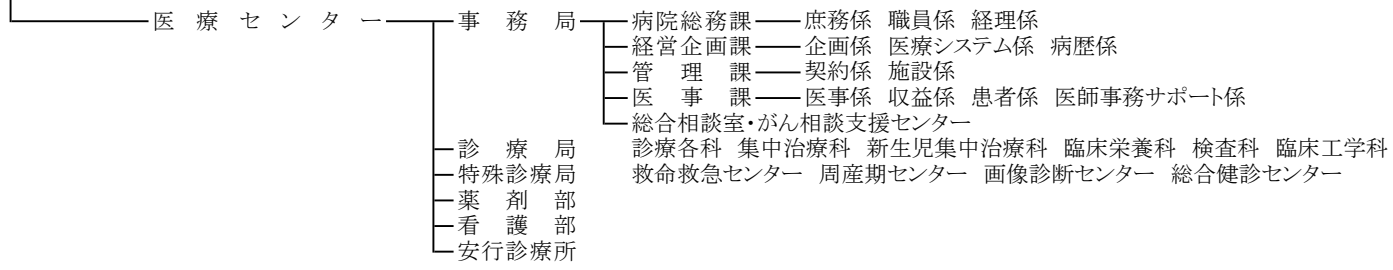 医療センター 事務局 病院総務課 庶務係 職員係 経理係
経営企画課 企画係 医療システム係 病歴係
管理課 契約係 施設係
医事課 医事係 収益係 患者係 医師事務サポート係
総合相談室・がん相談支援センター
診療局 診療各科 集中治療科 新生児集中治療科 臨床栄養科 検査科 臨床工学科
特殊診療局 救命救急センター 周産期センター 画像診断センター 総合健診センター
薬剤部
看護部
安行診療所